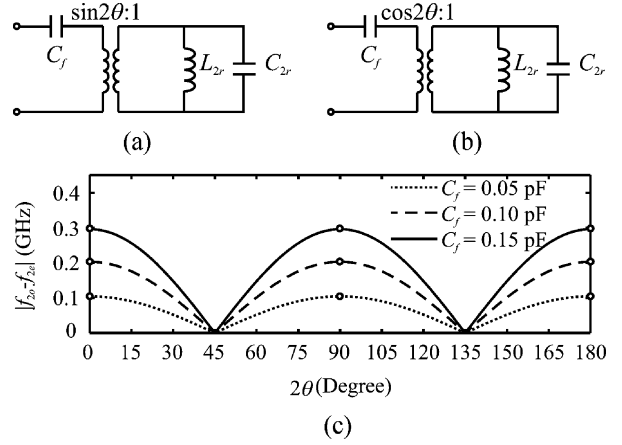 sin2θ:1
C_f
L_2r
C_2r
(a)
cos2θ:1
C_f
L_2r
C_2r
(b)
|f_2o-f_2e| (GHz)
0.4
0.3
0.2
0.1
0
C_f = 0.05 pF
C_f = 0.10 pF
C_f = 0.15 pF
0 15 30 45 60 75 90 105 120 135 150 165 180
2θ (Degree)
(c)